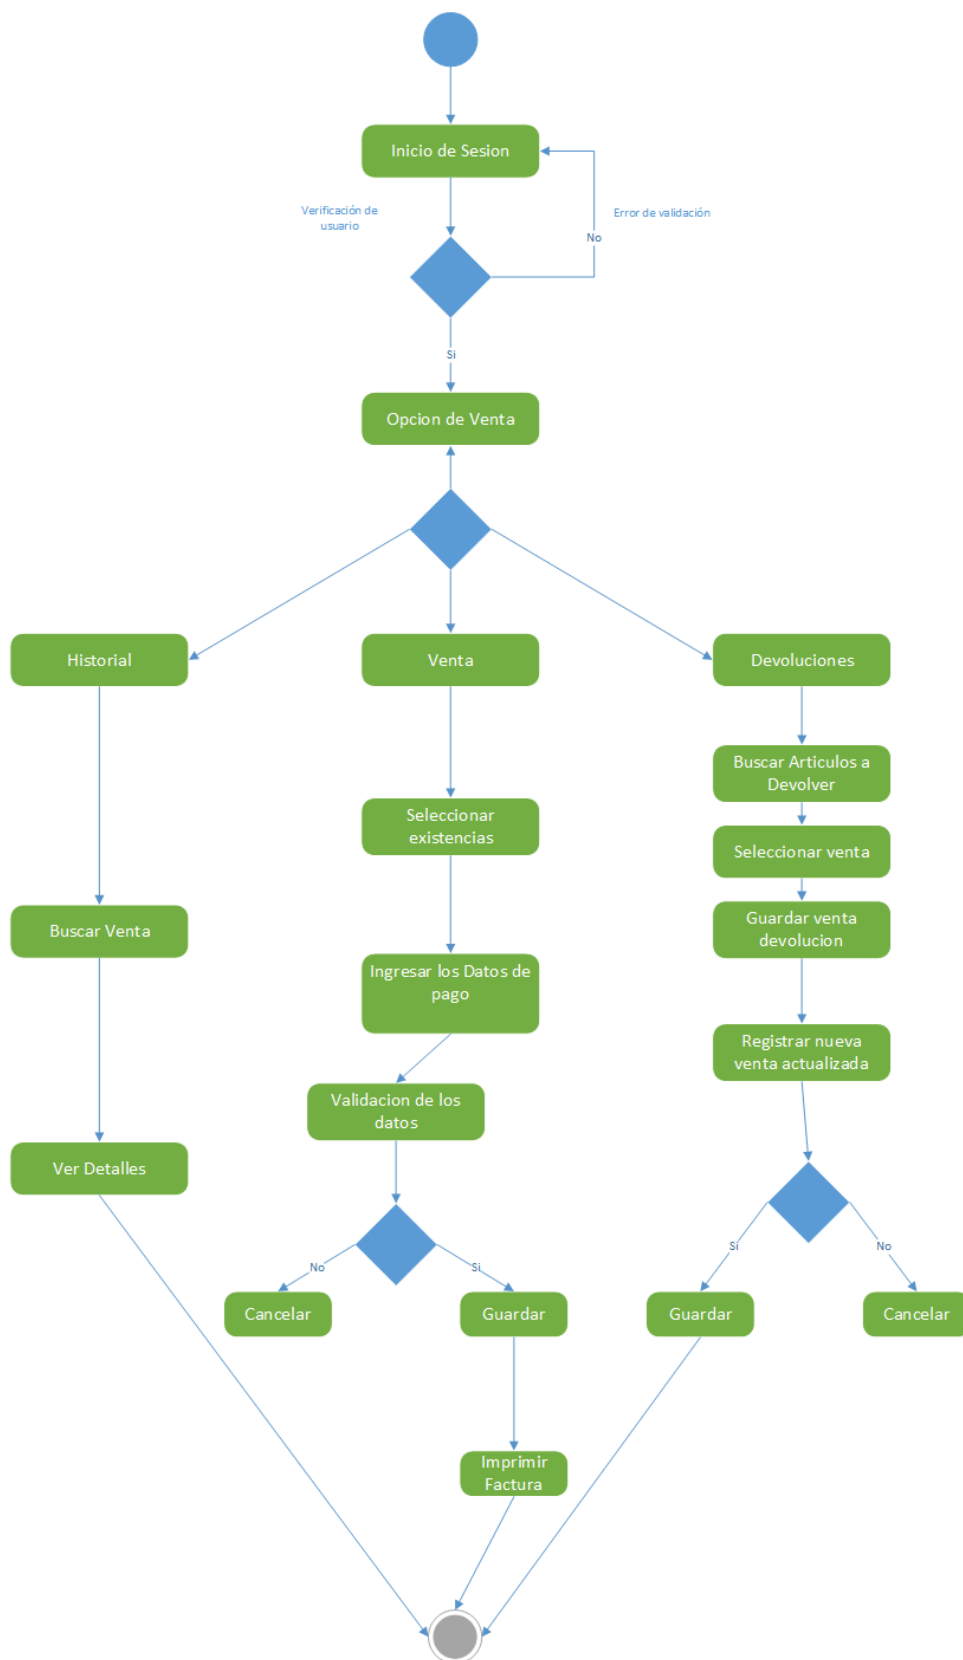 Inicio de Sesion
Verificación de
usuario
Error de validación
No
Si
Opcion de Venta
Historial
Venta
Devoluciones
Buscar Articulos a
Devolver
Seleccionar
existencias
Seleccionar venta
Buscar Venta
Guardar venta
devolucion
Ingresar los Datos de
pago
Registrar nueva
venta actualizada
Validacion de los
datos
Ver Detalles
No
Si
Si
No
Cancelar
Guardar
Guardar
Cancelar
Imprimir
Factura